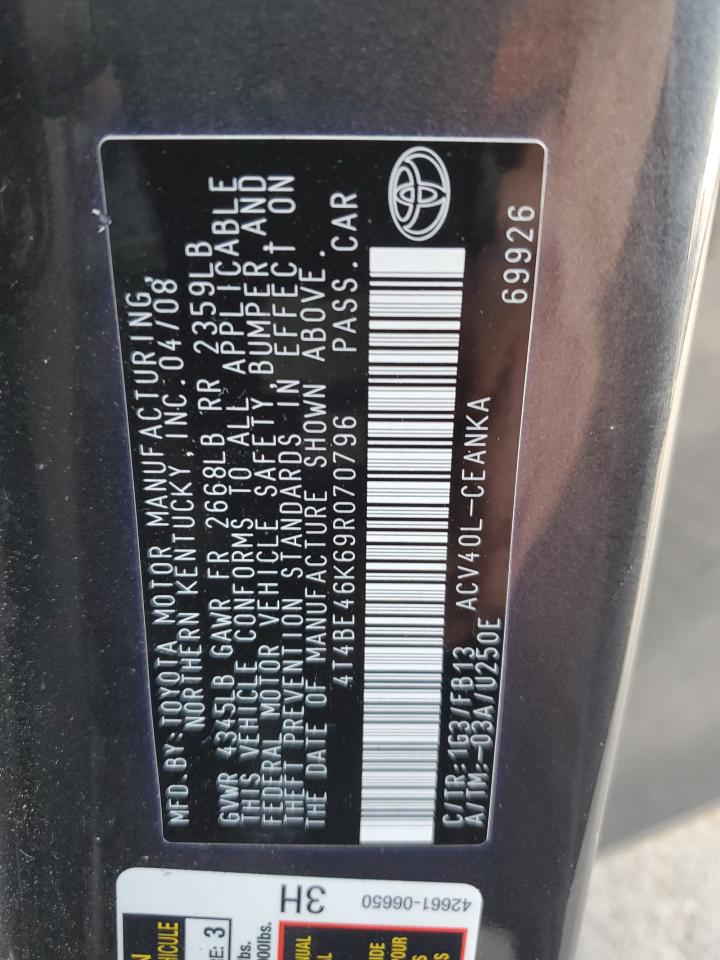 MFD.BY:TOYOTA MOTOR MANUFACTURING,
NORTHERN KENTUCKY,INC.04/08
GVWR 4345LB GAWR FR 2668LB RR 2359LB
THIS VEHICLE CONFORMS TO ALL APPLICABLE
FEDERAL MOTOR VEHICLE SAFETY,BUMPER AND
THEFT PREVENTION STANDARDS IN EFFECT ON
THE DATE OF MANUFACTURE SHOWN ABOVE.
4T4BE46K69R070796 PASS.CAR
C/TR:1G3/FB13 ACV40L-CEANKA
A/TM:-03A/U250E
69926
42661-06650
3H
3